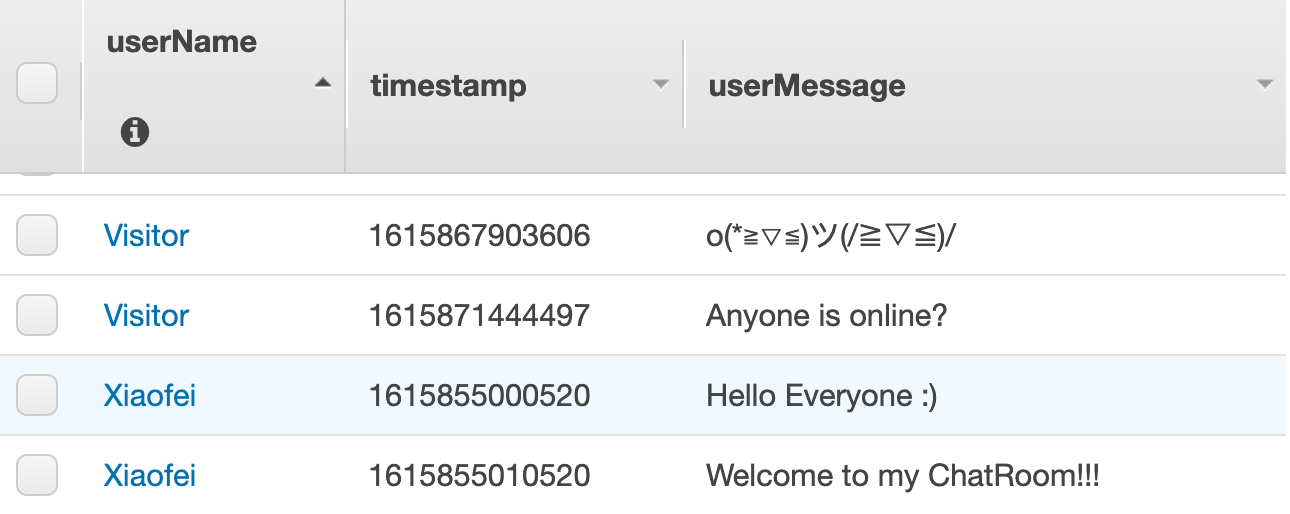 userName
timestamp userMessage
Visitor 1615867903606 o(*≧▽≦)ツ(/≧▽≦)/
Visitor 1615871444497 Anyone is online?
Xiaofei 1615855000520 Hello Everyone :)
Xiaofei 1615855010520 Welcome to my ChatRoom!!!